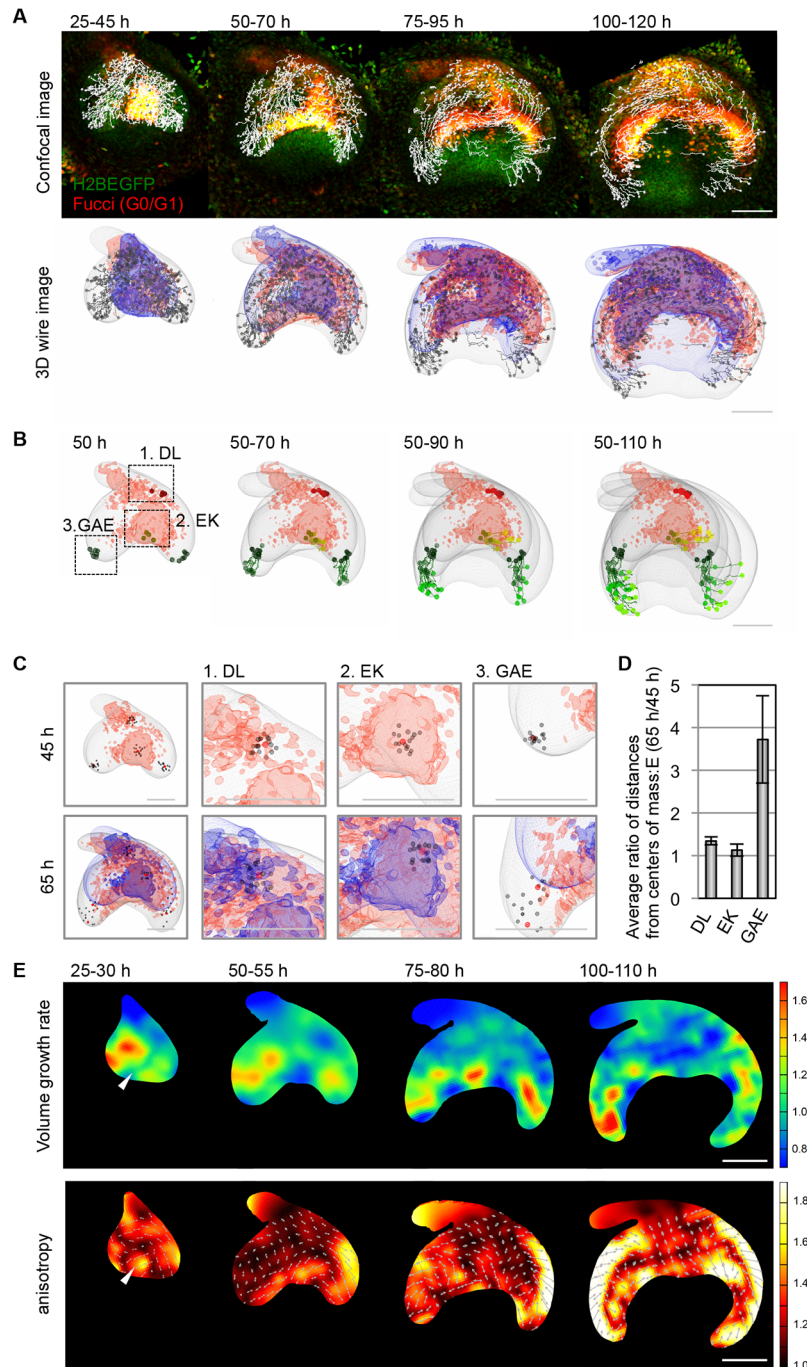 A
25-45 h 50-70 h 75-95 h 100-120 h
Confocal image
H2BEGFP
Fucci (G0/G1)
3D wire image
B
50 h 50-70 h 50-90 h 50-110 h
1. DL
2. EK
3.GAE
C
1. DL 2. EK 3. GAE
45 h
65 h
D
Average ratio of distances
from centers of mass:E (65 h/45 h)
5
4
3
2
1
0
DL EK GAE
E
25-30 h 50-55 h 75-80 h 100-110 h
Volume growth rate
1.6
1.4
1.2
1.0
0.8
anisotropy
1.8
1.6
1.4
1.2
1.0